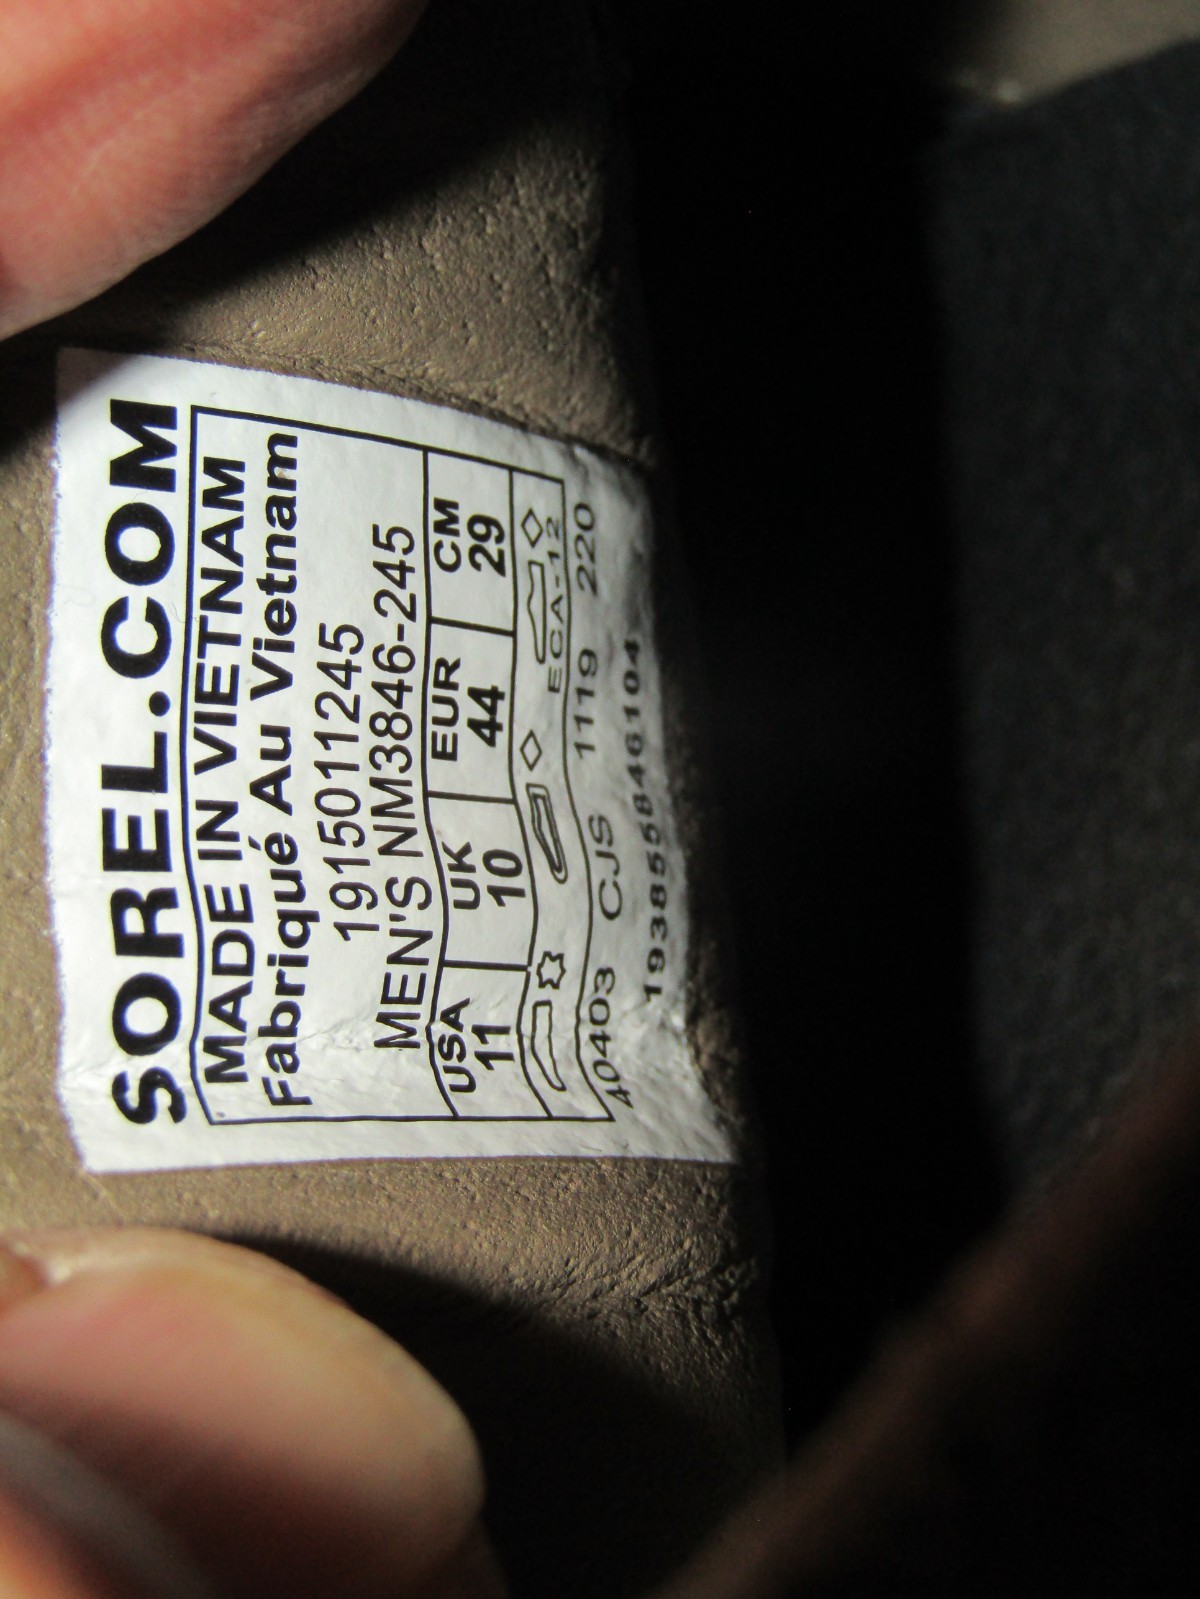 SOREL.COM
MADE IN VIETNAM
Fabriqué Au Vietnam
1915011245
MEN'S NM3846-245
USA UK EUR CM
11 10 44 29
ECA-12
40403 CJS 1119 220
193855846104